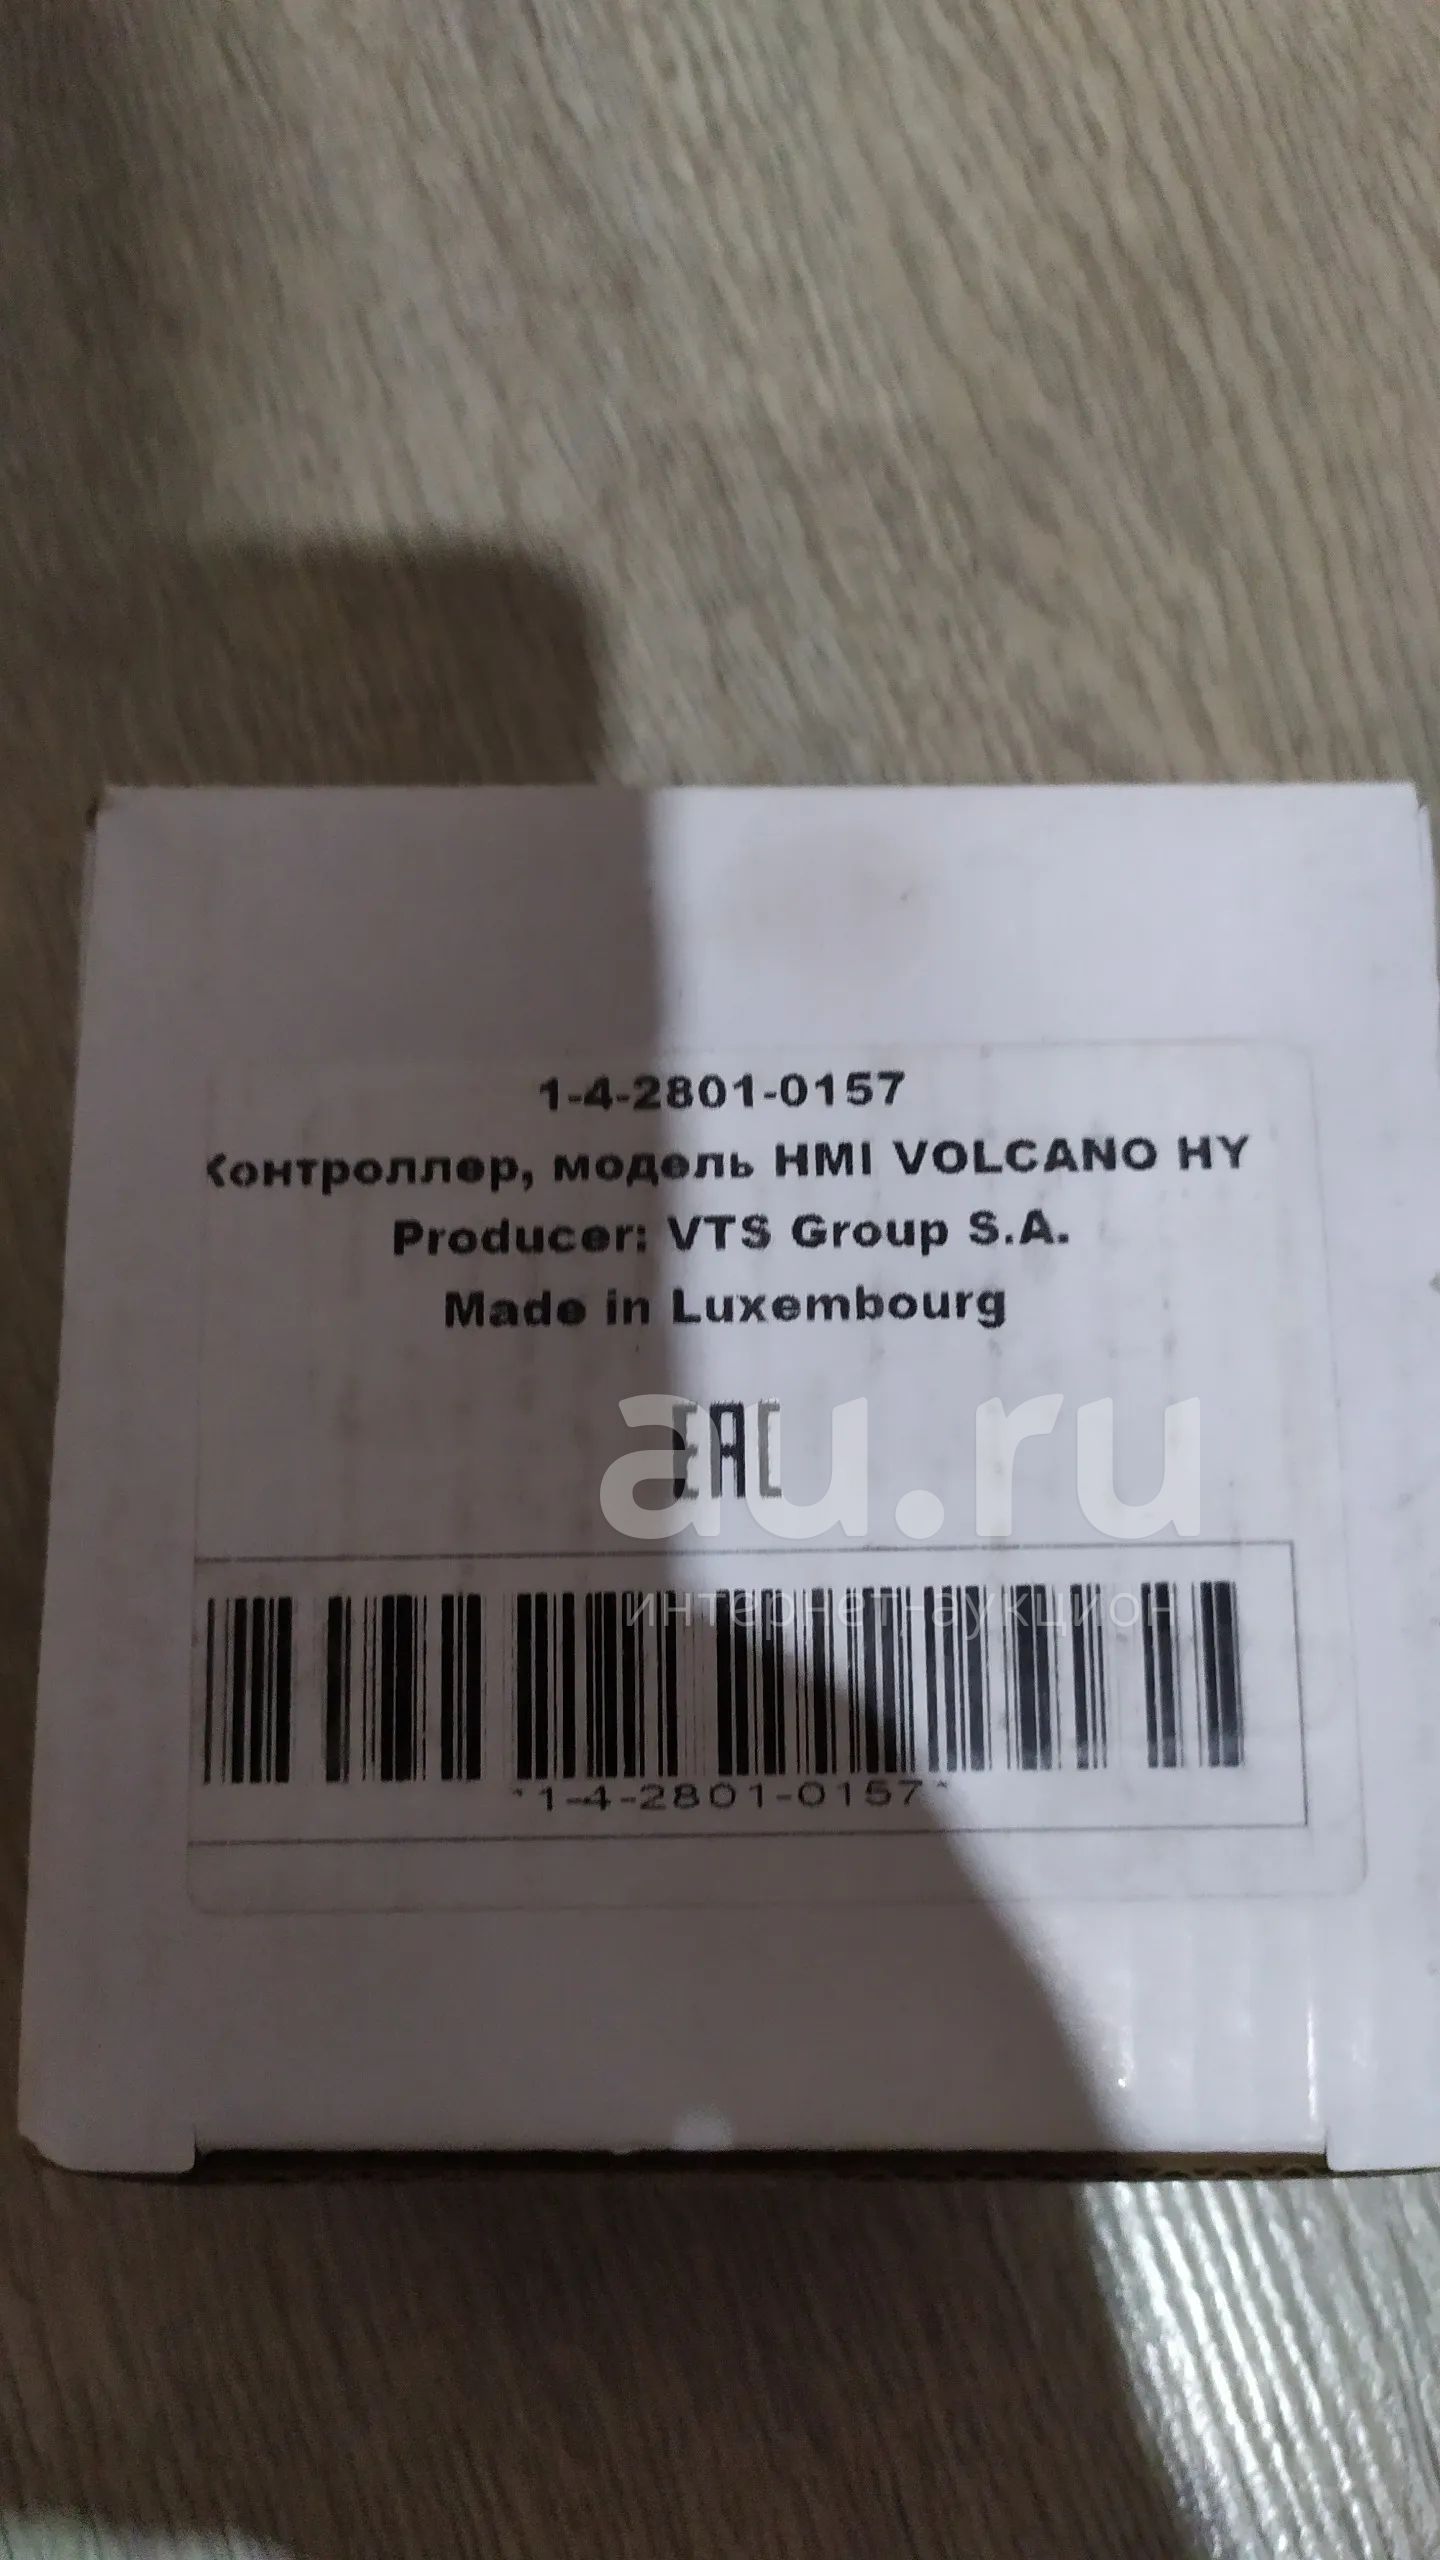 1-4-2801-0157
Контроллер, модель HMI VOLCANO HY
Producer: VTS Group S.A.
Made in Luxembourg
EAC
au.ru
интернет-аукцион
*1-4-2801-0157*